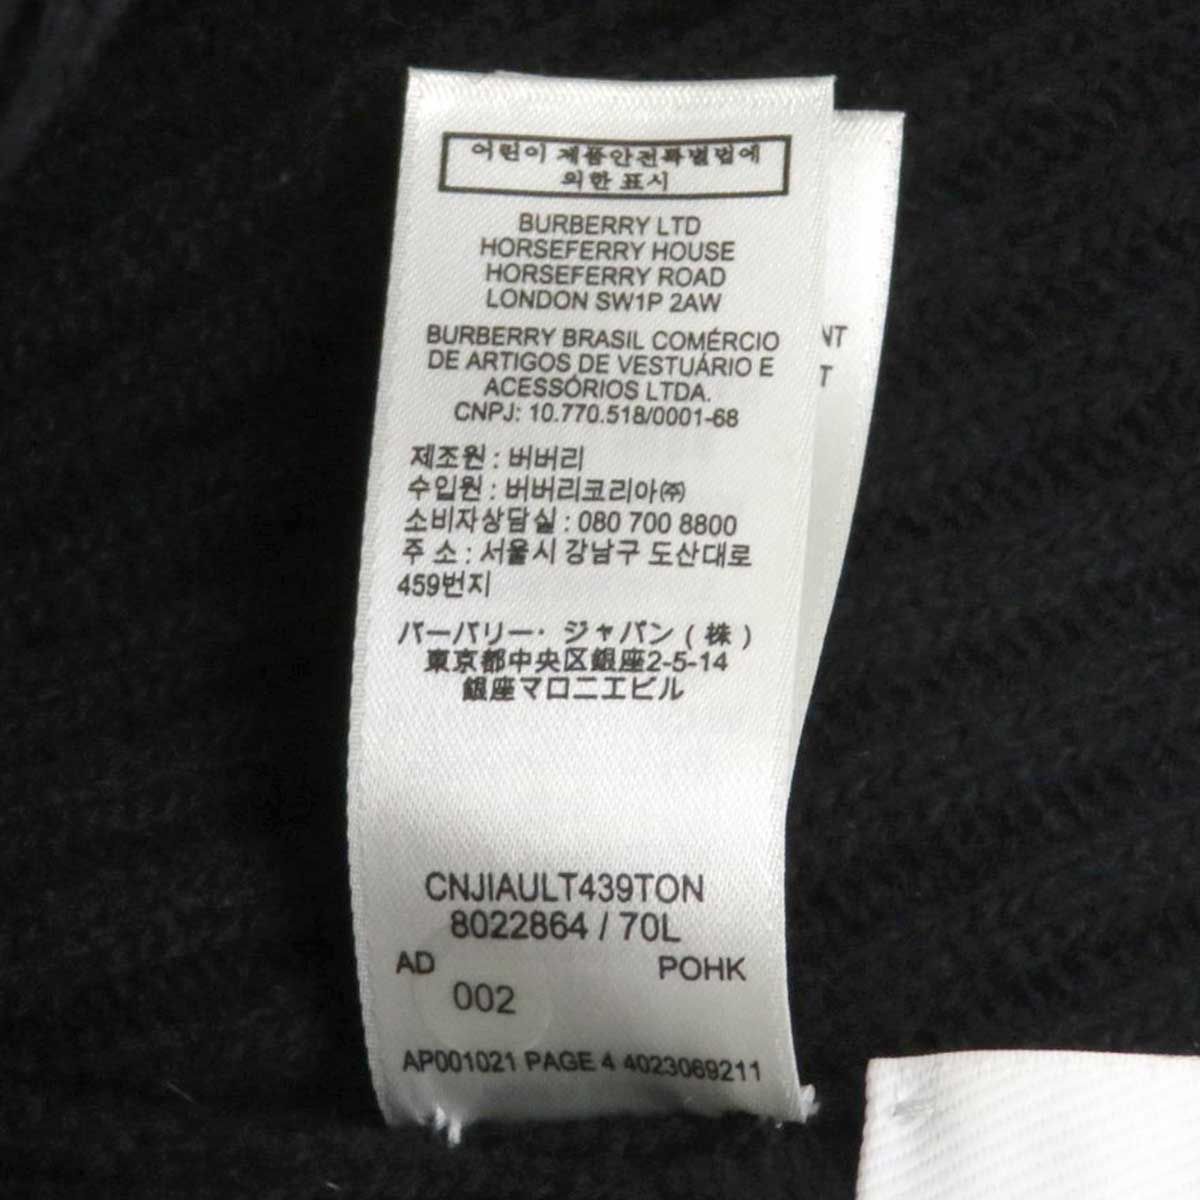 어린이 제품안전특별법에
의한 표시
BURBERRY LTD
HORSEFERRY HOUSE
HORSEFERRY ROAD
LONDON SW1P 2AW
BURBERRY BRASIL COMÉRCIO
DE ARTIGOS DE VESTUÁRIO E
ACESSÓRIOS LTDA.
CNPJ: 10.770.518/0001-68
제조원 : 버버리
수입원 : 버버리코리아㈜
소비자상담실 : 080 700 8800
주 소 : 서울시 강남구 도산대로
459번지
バーバリー・ジャパン ( 株 )
東京都中央区銀座2-5-14
銀座マロニエビル
CNJIAULT439TON
8022864 / 70L
AD POHK
002
AP001021 PAGE 4 4023069211
NT
T